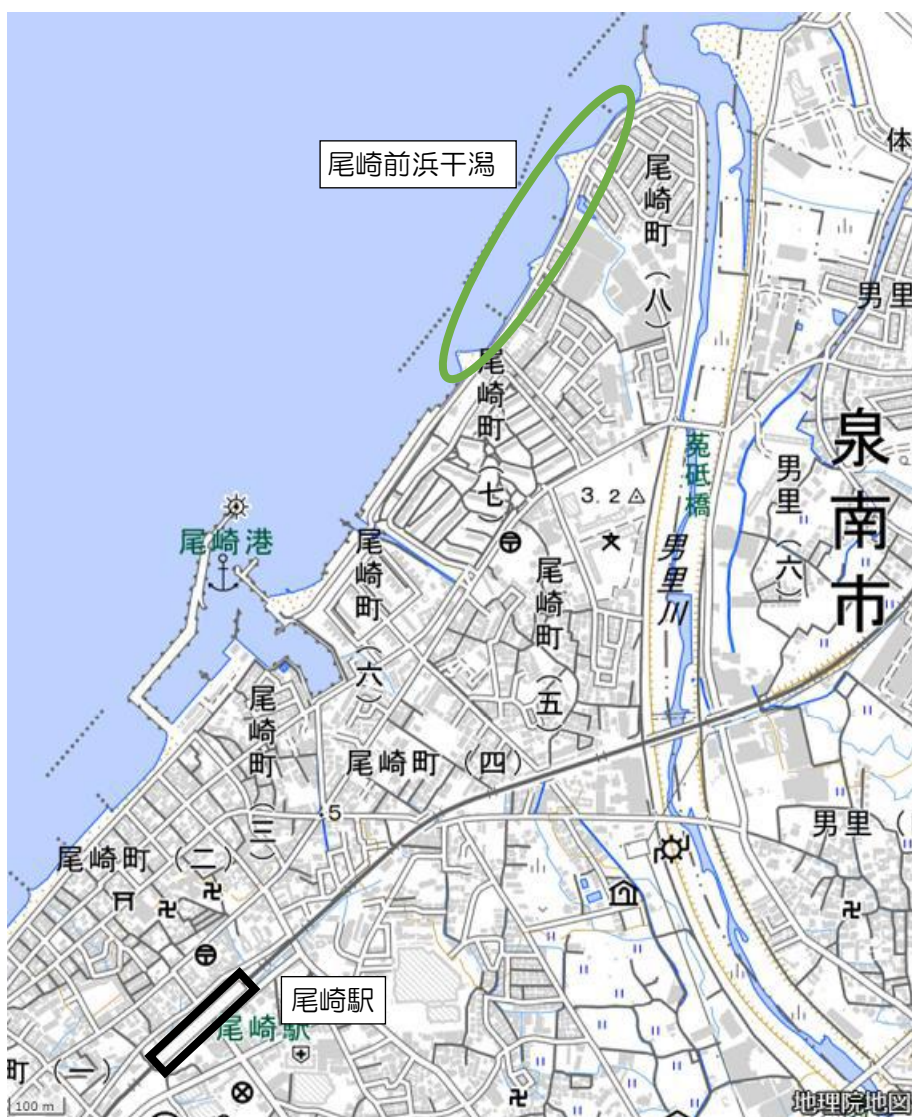 尾崎前浜干潟
尾崎町(八)
体
男里
尾崎町(七)
泉南市
菟砥橋
男里(六)
3.2
尾崎港
尾崎町(六)
男里川
尾崎町(五)
尾崎町(三)
尾崎町(四)
5
男里(
尾崎町(二)
尾崎駅
尾崎駅
町(一)
100 m
地理院地図